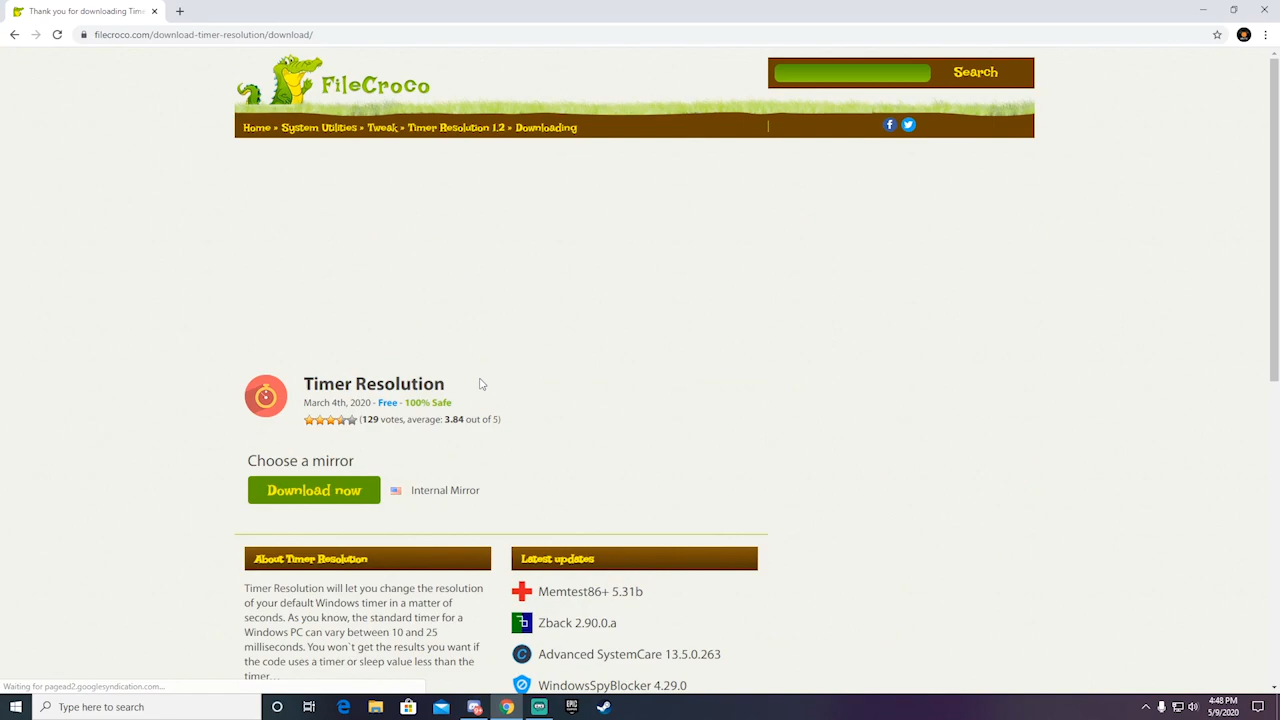 Thank you for downloading Time
filecroco.com/download-timer-resolution/download/
FileCroco
Search
Home » System Utilities » Tweak » Timer Resolution 1.2 » Downloading
Timer Resolution
March 4th, 2020 - Free - 100% Safe
(129 votes, average: 3.84 out of 5)
Choose a mirror
Download now
Internal Mirror
About Timer Resolution
Timer Resolution will let you change the resolution
of your default Windows timer in a matter of
seconds. As you know, the standard timer for a
Windows PC can vary between 10 and 25
milliseconds. You won`t get the results you want if
the code uses a timer or sleep value less than the
timer...
Latest updates
Memtest86+ 5.31b
Zback 2.90.0.a
Advanced SystemCare 13.5.0.263
WindowsSpyBlocker 4.29.0
Waiting for pagead2.googlesyndication.com...
Type here to search
EPIC
4:48 PM
5/9/2020